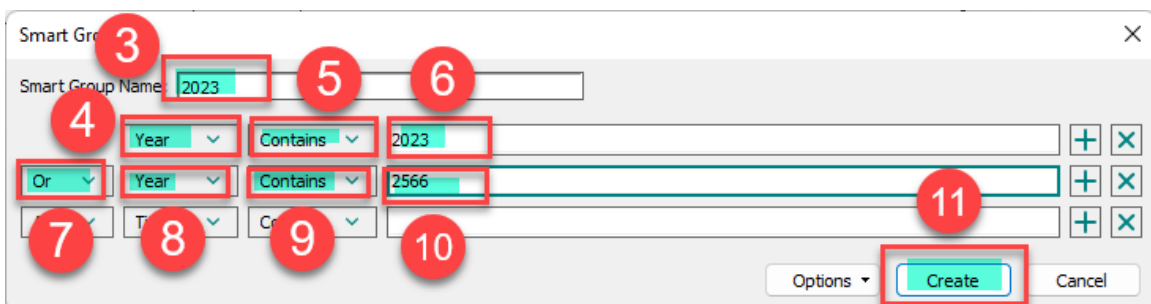 Smart Gr
3
5
6
Smart Group Name: 2023
4
Year Contains 2023
Or Year Contains 2566
11
7 8 9 10
Options Create Cancel